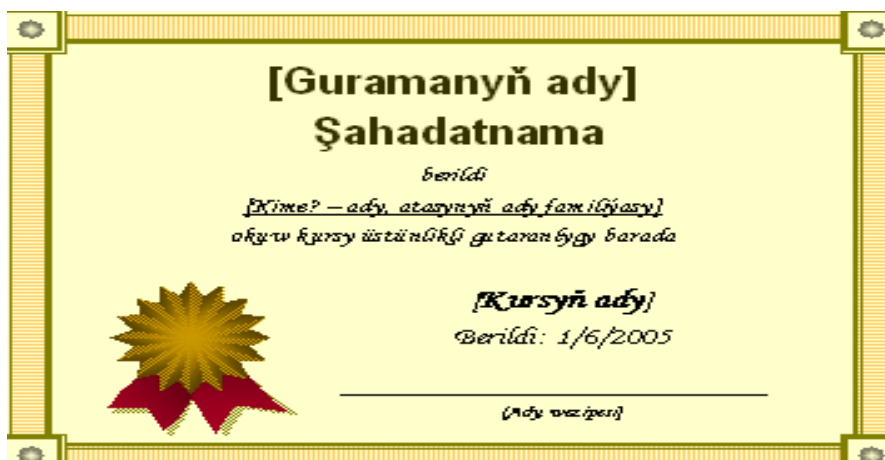 [Guramanyň ady]
Şahadatnama
berildi
[Kime? – ady, atasynyň ady familiýasy]
okuw kursy üstünlikli gutaranlygy barada
[Kursyň ady]
Berildi: 1/6/2005
[Ady wezipesi]